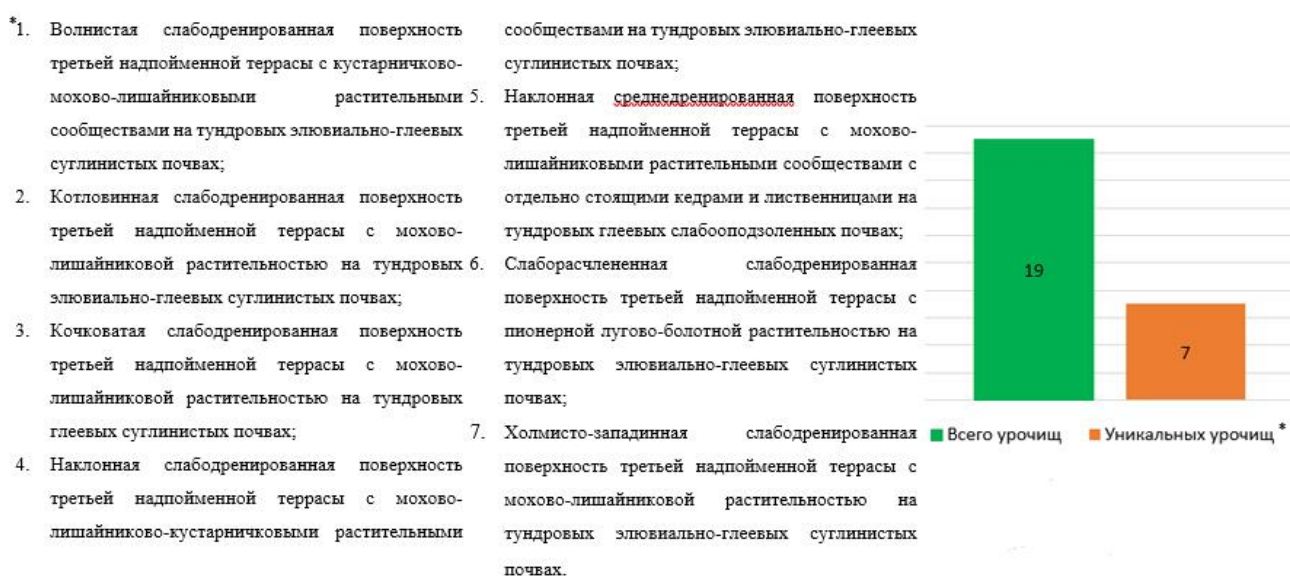 *1. Волнистая слабодренированная поверхность
третьей надпойменной террасы с кустарничково-
мохово-лишайниковыми растительными
сообществами на тундровых элювиально-глеевых
суглинистых почвах;
2. Котловинная слабодренированная поверхность
третьей надпойменной террасы с мохово-
лишайниковой растительностью на тундровых
элювиально-глеевых суглинистых почвах;
3. Кочковатая слабодренированная поверхность
третьей надпойменной террасы с мохово-
лишайниковой растительностью на тундровых
глеевых суглинистых почвах;
4. Наклонная слабодренированная поверхность
третьей надпойменной террасы с мохово-
лишайниково-кустарничковыми растительными
сообществами на тундровых элювиально-глеевых
суглинистых почвах;
5. Наклонная среднедренированная поверхность
третьей надпойменной террасы с мохово-
лишайниковыми растительными сообществами с
отдельно стоящими кедрами и лиственницами на
тундровых глеевых слабооподзоленных почвах;
6. Слаборасчлененная слабодренированная
поверхность третьей надпойменной террасы с
пионерной лугово-болотной растительностью на
тундровых элювиально-глеевых суглинистых
почвах;
7. Холмисто-западинная слабодренированная
поверхность третьей надпойменной террасы с
мохово-лишайниковой растительностью на
тундровых элювиально-глеевых суглинистых
почвах.
19
7
Всего урочищ Уникальных урочищ *